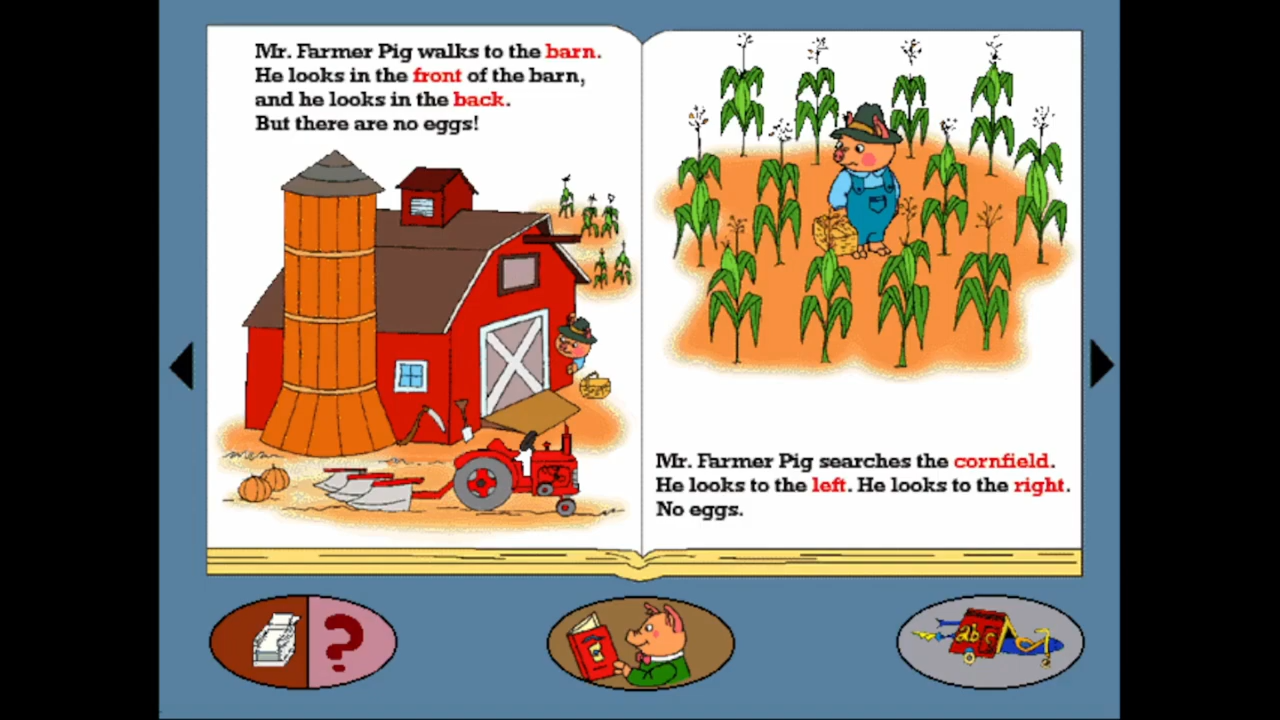 Mr. Farmer Pig walks to the barn.
He looks in the front of the barn,
and he looks in the back.
But there are no eggs!
Mr. Farmer Pig searches the cornfield.
He looks to the left. He looks to the right.
No eggs.
?
abc